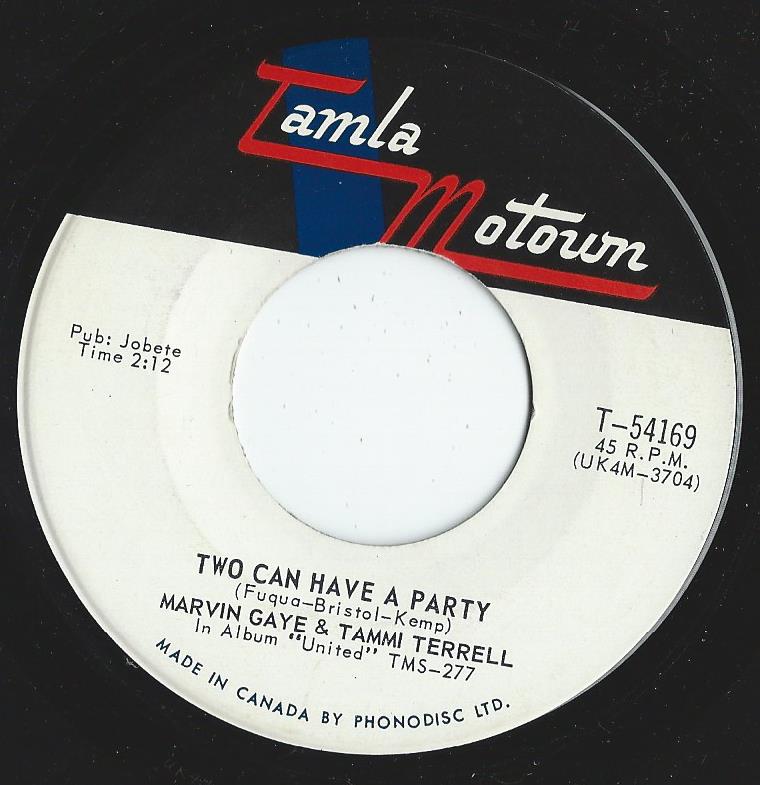 Tamla
Motown
Pub: Jobete
Time 2:12
T-54169
45 R.P.M.
(UK4M-3704)
TWO CAN HAVE A PARTY
(Fuqua-Bristol-Kemp)
MARVIN GAYE & TAMMI TERRELL
In Album "United" TMS-277
MADE IN CANADA BY PHONODISC LTD.